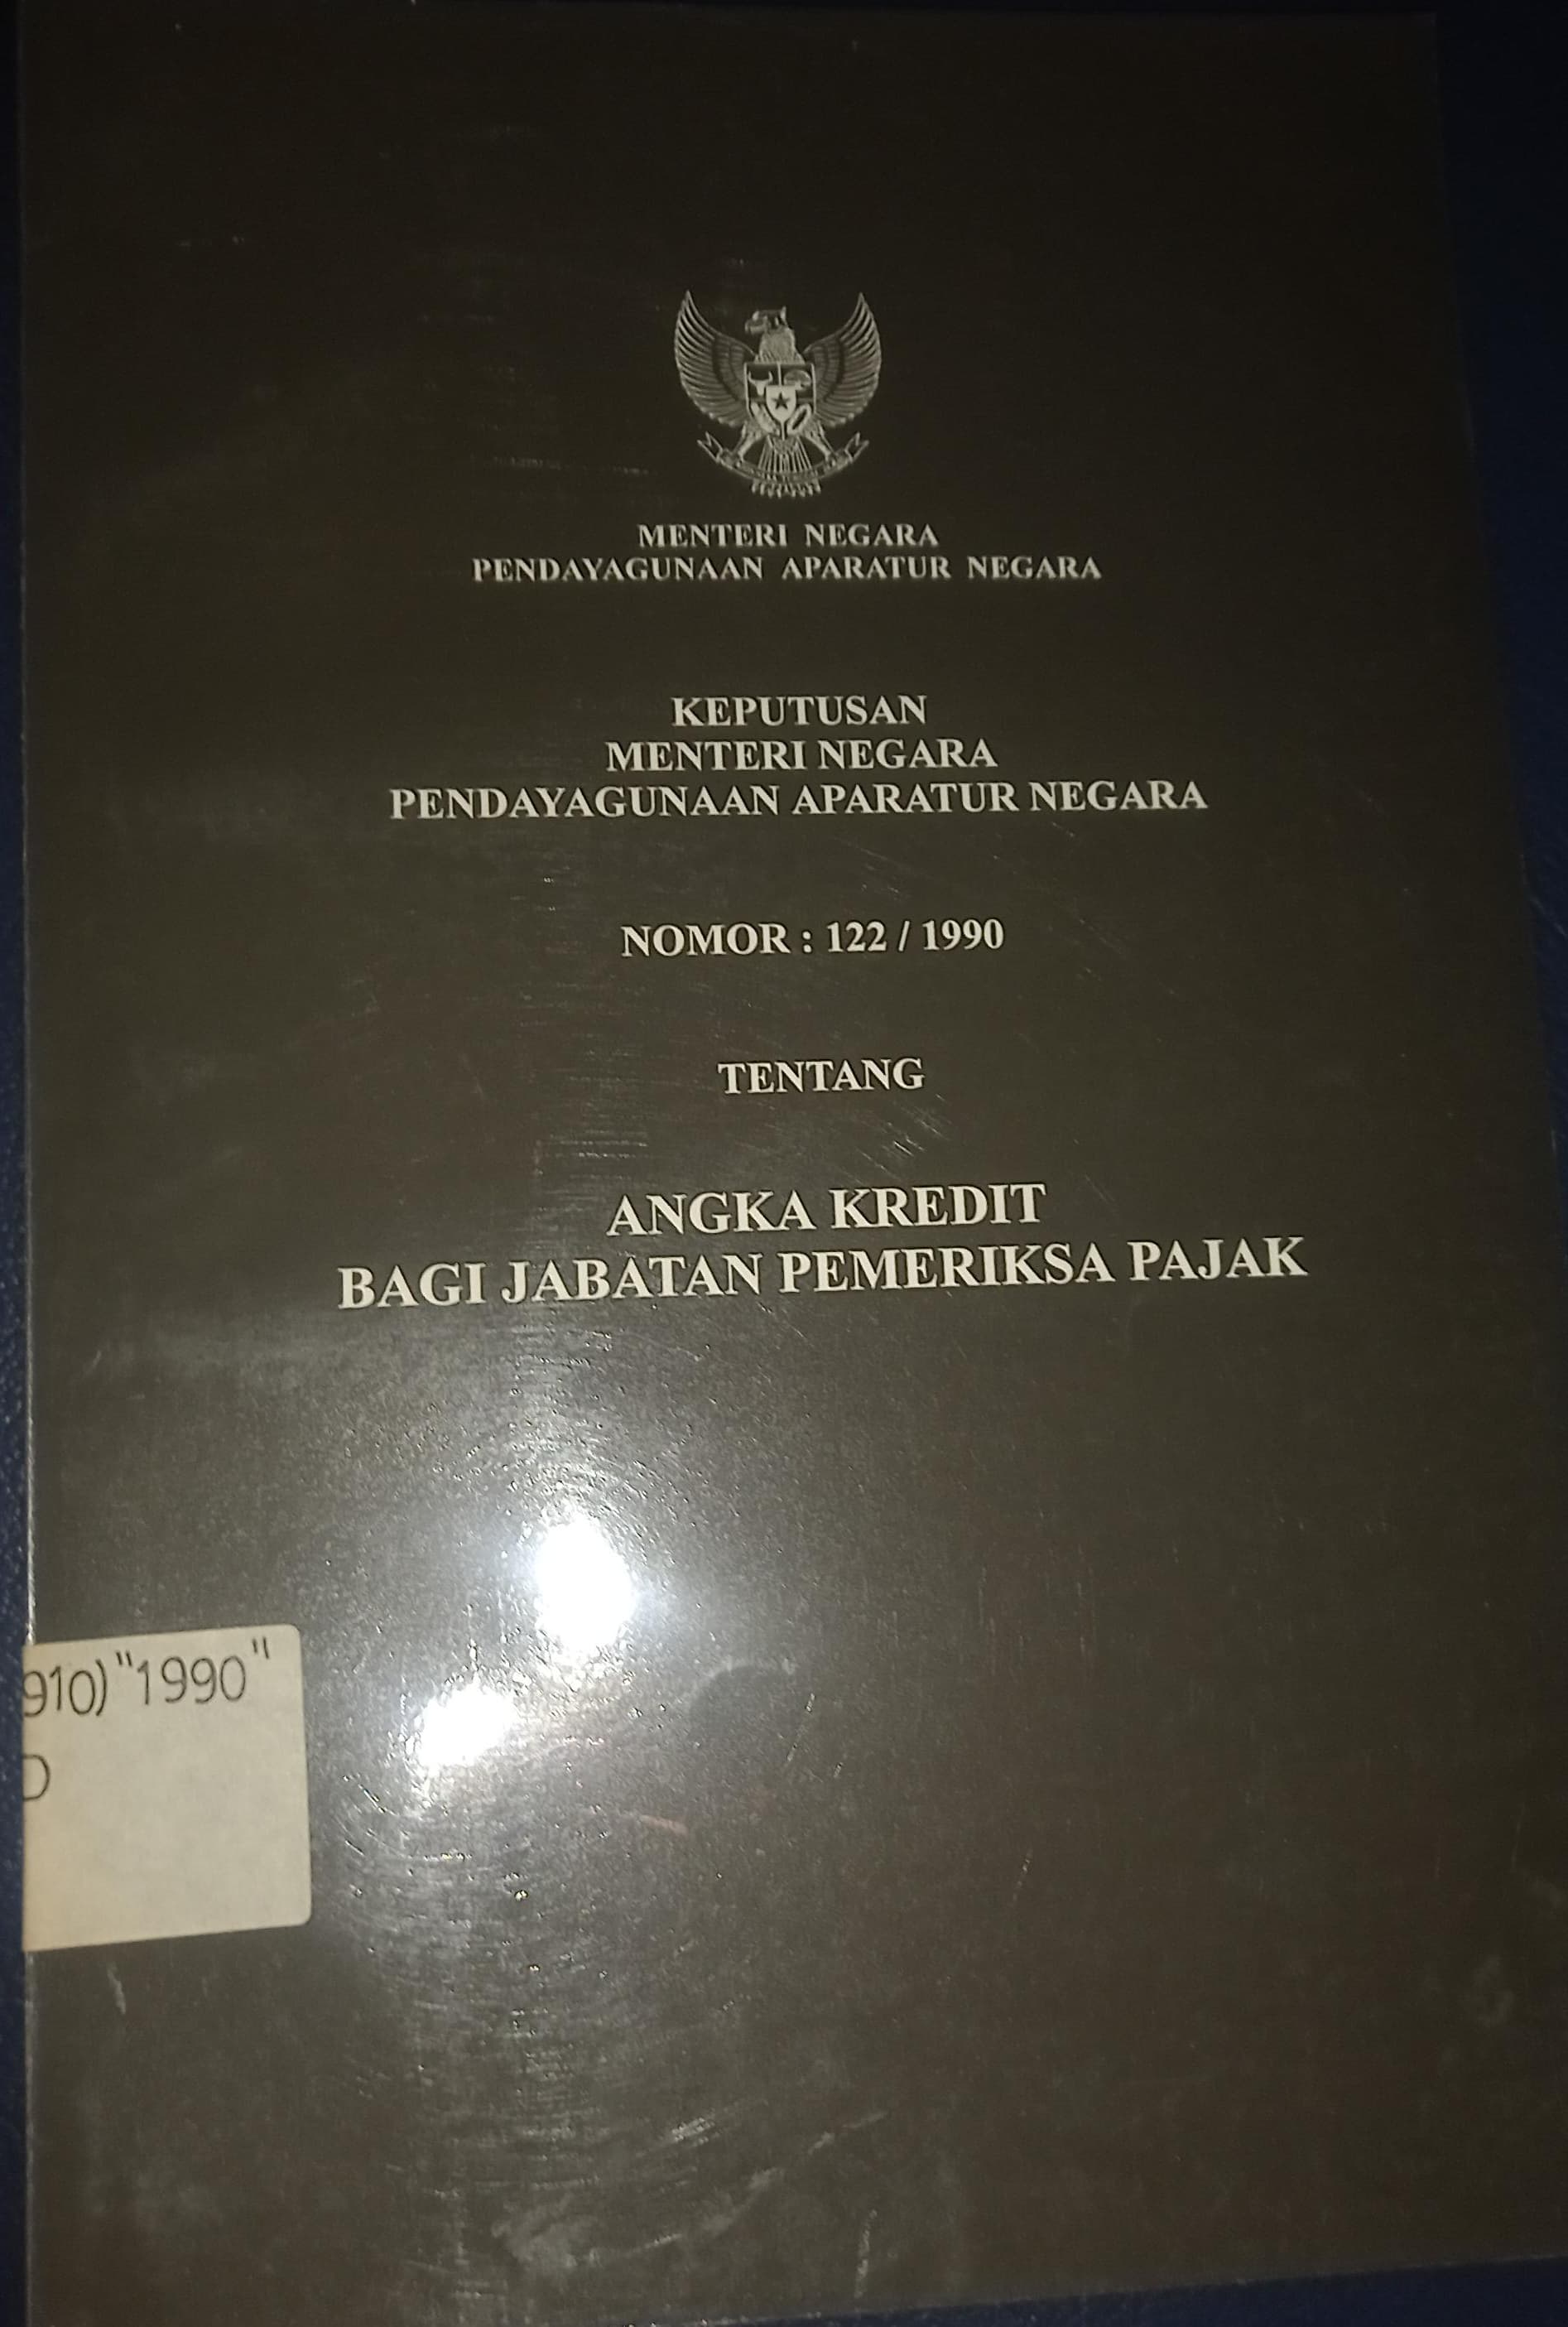 MENTERI NEGARA
PENDAYAGUNAAN APARATUR NEGARA
KEPUTUSAN
MENTERI NEGARA
PENDAYAGUNAAN APARATUR NEGARA
NOMOR : 122 / 1990
TENTANG
ANGKA KREDIT
BAGI JABATAN PEMERIKSA PAJAK
910) "1990"
D